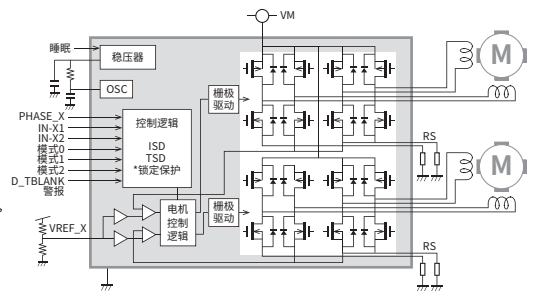 VM
睡眠
稳压器
OSC
M
栅极
驱动
PHASE_X
IN-X1
IN-X2
模式0
模式1
模式2
D_TBLANK
警报
控制逻辑
ISD
TSD
*锁定保护
RS
M
VREF_X
电机
控制
逻辑
栅极
驱动
RS